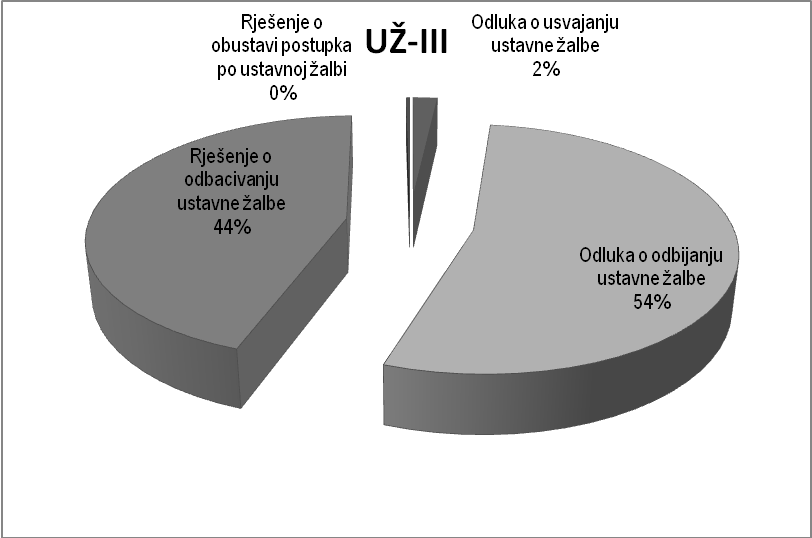 UŽ-III
Rješenje o
obustavi postupka
po ustavnoj žalbi
0%
Odluka o usvajanju
ustavne žalbe
2%
Rješenje o
odbacivanju
ustavne žalbe
44%
Odluka o odbijanju
ustavne žalbe
54%